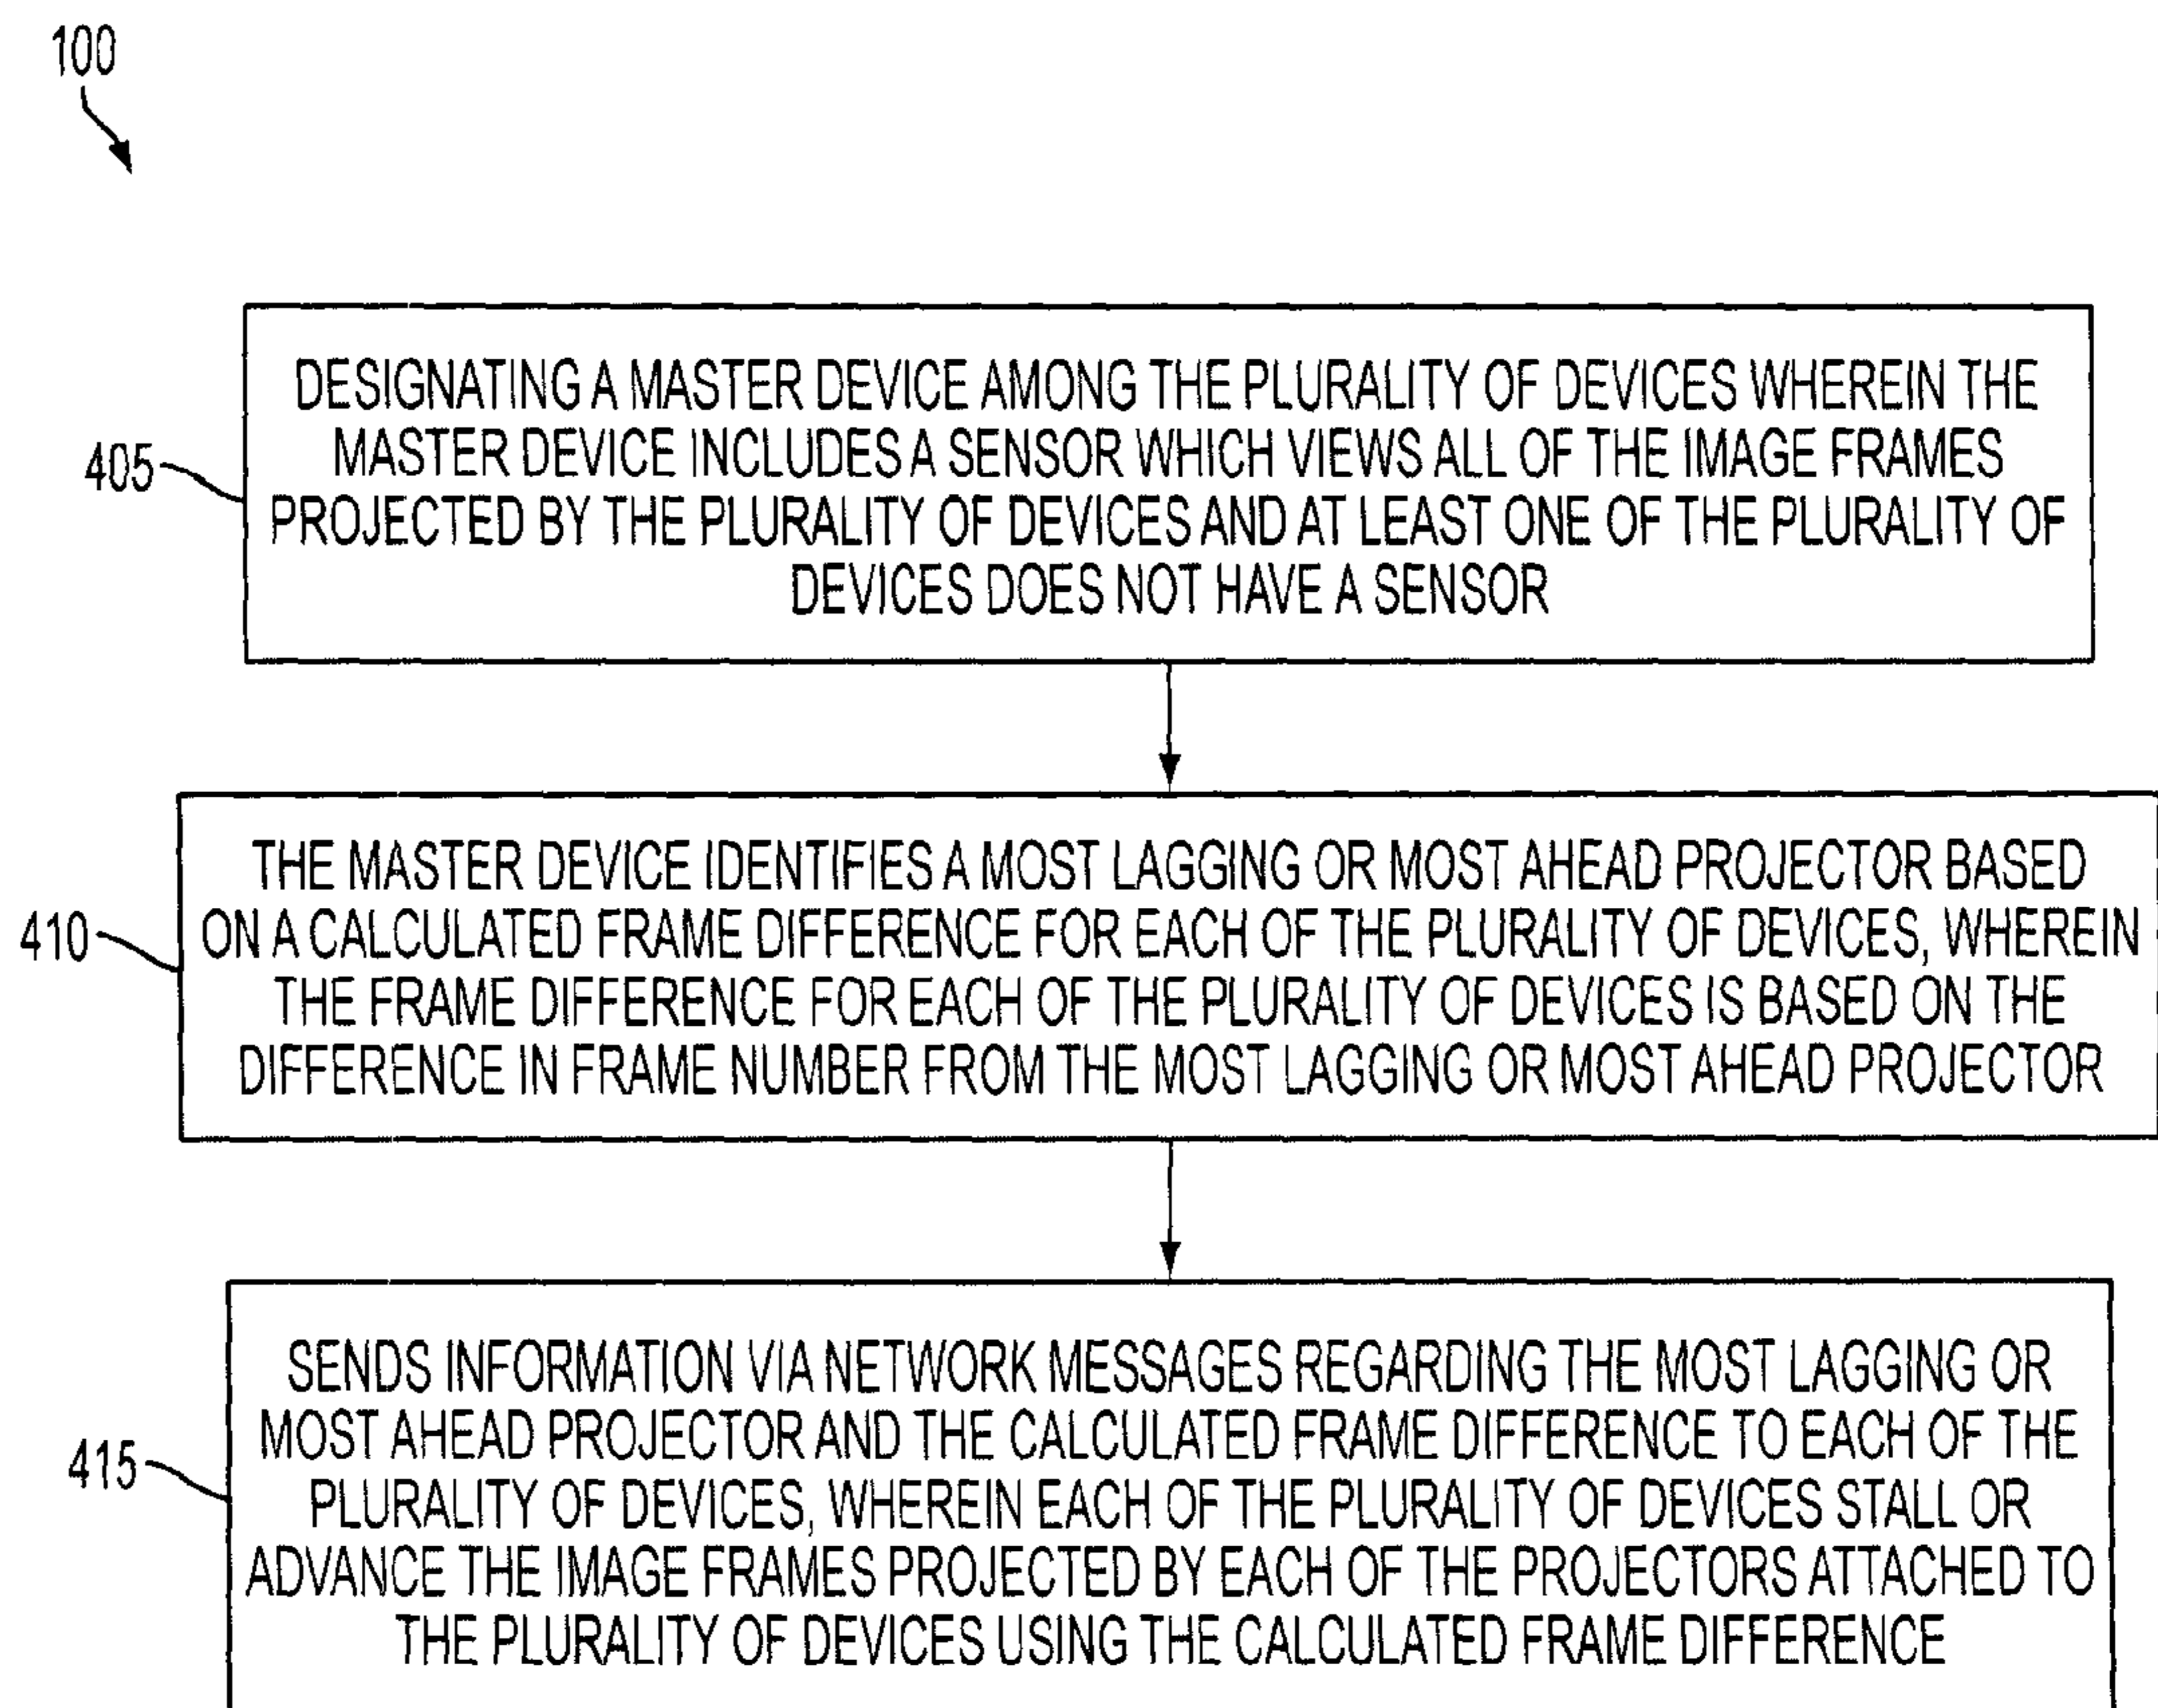 100
DESIGNATING A MASTER DEVICE AMONG THE PLURALITY OF DEVICES WHEREIN THE
MASTER DEVICE INCLUDES A SENSOR WHICH VIEWS ALL OF THE IMAGE FRAMES
405
PROJECTED BY THE PLURALITY OF DEVICES AND AT LEAST ONE OF THE PLURALITY OF
DEVICES DOES NOT HAVE A SENSOR
THE MASTER DEVICE IDENTIFIES A MOST LAGGING OR MOST AHEAD PROJECTOR BASED
410
ON A CALCULATED FRAME DIFFERENCE FOR EACH OF THE PLURALITY OF DEVICES, WHEREIN
THE FRAME DIFFERENCE FOR EACH OF THE PLURALITY OF DEVICES IS BASED ON THE
DIFFERENCE IN FRAME NUMBER FROM THE MOST LAGGING OR MOST AHEAD PROJECTOR
SENDS INFORMATION VIA NETWORK MESSAGES REGARDING THE MOST LAGGING OR
MOST AHEAD PROJECTOR AND THE CALCULATED FRAME DIFFERENCE TO EACH OF THE
415
PLURALITY OF DEVICES, WHEREIN EACH OF THE PLURALITY OF DEVICES STALL OR
ADVANCE THE IMAGE FRAMES PROJECTED BY EACH OF THE PROJECTORS ATTACHED TO
THE PLURALITY OF DEVICES USING THE CALCULATED FRAME DIFFERENCE